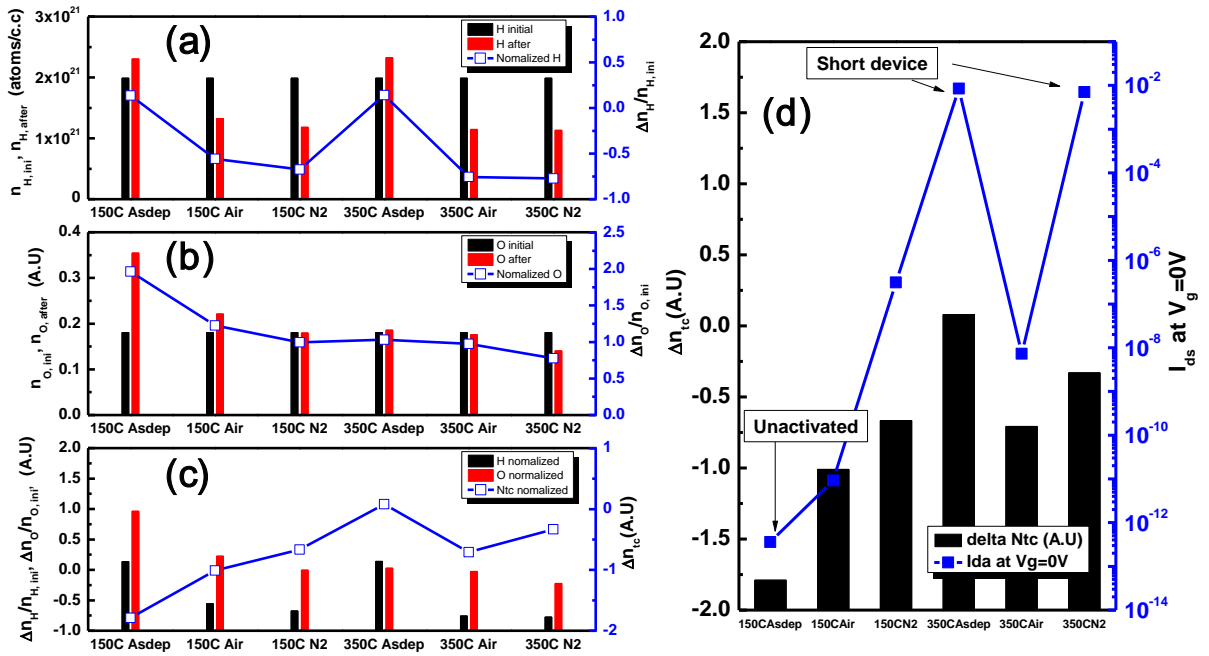 (a)
3x10^21
2x10^21
1x10^21
0
n_H,ini, n_H,after (atoms/c.c)
H initial
H after
Nomalized H
1.0
0.5
0.0
-0.5
-1.0
Δn_H/n_H,ini
150C Asdep 150C Air 150C N2 350C Asdep 350C Air 350C N2
(b)
0.4
0.3
0.2
0.1
0.0
n_O,ini, n_O,after (A.U)
O initial
O after
Nomalized O
2.5
2.0
1.5
1.0
0.5
0.0
Δn_O/n_O,ini
150C Asdep 150C Air 150C N2 350C Asdep 350C Air 350C N2
(c)
2.0
1.5
1.0
0.5
0.0
-0.5
-1.0
Δn_H/n_H,ini, Δn_O/n_O,ini, (A.U)
H nomalized
O normalized
Ntc nomalized
1
0
-1
-2
Δn_tc(A.U)
150C Asdep 150C Air 150C N2 350C Asdep 350C Air 350C N2
(d)
2.0
1.5
1.0
0.5
0.0
-0.5
-1.0
-1.5
-2.0
Δn_tc(A.U)
Short device
Unactivated
delta Ntc (A.U)
Ida at Vg=0V
10^-2
10^-4
10^-6
10^-8
10^-10
10^-12
10^-14
I_ds at V_g=0V
150CAsdep 150CAir 150CN2 350CAsdep 350CAir 350CN2